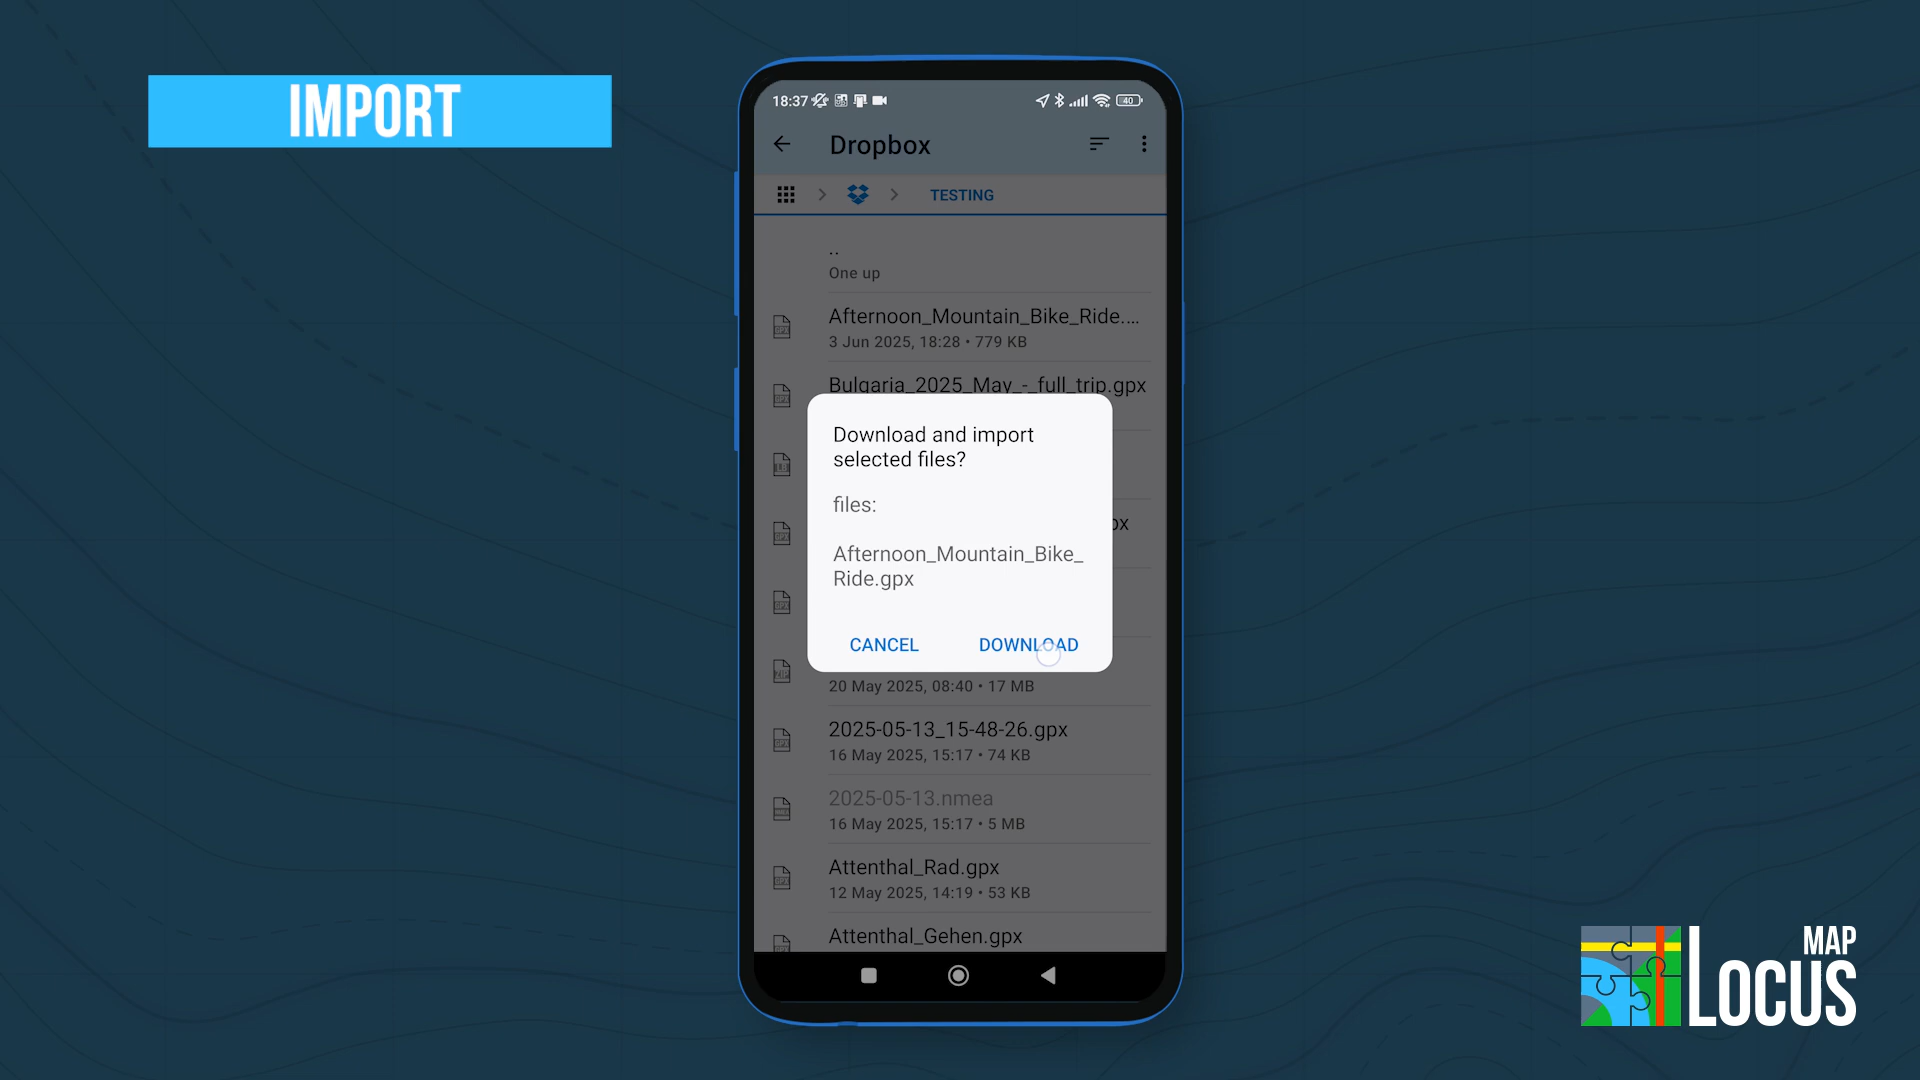 IMPORT
18:37
40
Dropbox
TESTING
..
One up
Afternoon_Mountain_Bike_Ride....
3 Jun 2025, 18:28 • 779 KB
Bulgaria_2025_May_-_full_trip.gpx
px
Download and import
selected files?
files:
Afternoon_Mountain_Bike_
Ride.gpx
CANCEL
DOWNLOAD
20 May 2025, 08:40 • 17 MB
2025-05-13_15-48-26.gpx
16 May 2025, 15:17 • 74 KB
2025-05-13.nmea
16 May 2025, 15:17 • 5 MB
Attenthal_Rad.gpx
12 May 2025, 14:19 • 53 KB
Attenthal_Gehen.gpx
MAP
LOCUS